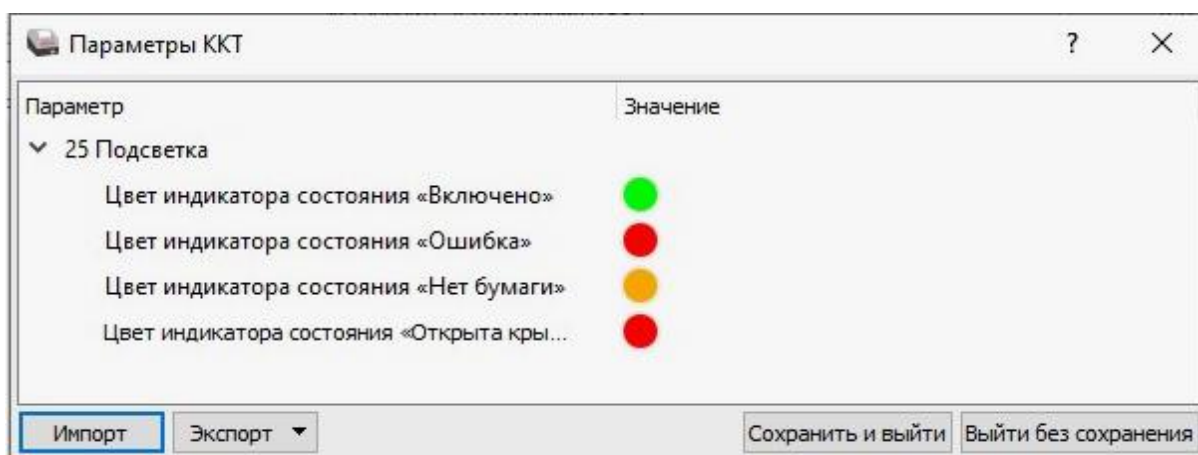 Параметры ККТ ?
Параметр Значение
25 Подсветка
Цвет индикатора состояния «Включено»
Цвет индикатора состояния «Ошибка»
Цвет индикатора состояния «Нет бумаги»
Цвет индикатора состояния «Открыта кры...
Импорт Экспорт Сохранить и выйти Выйти без сохранения